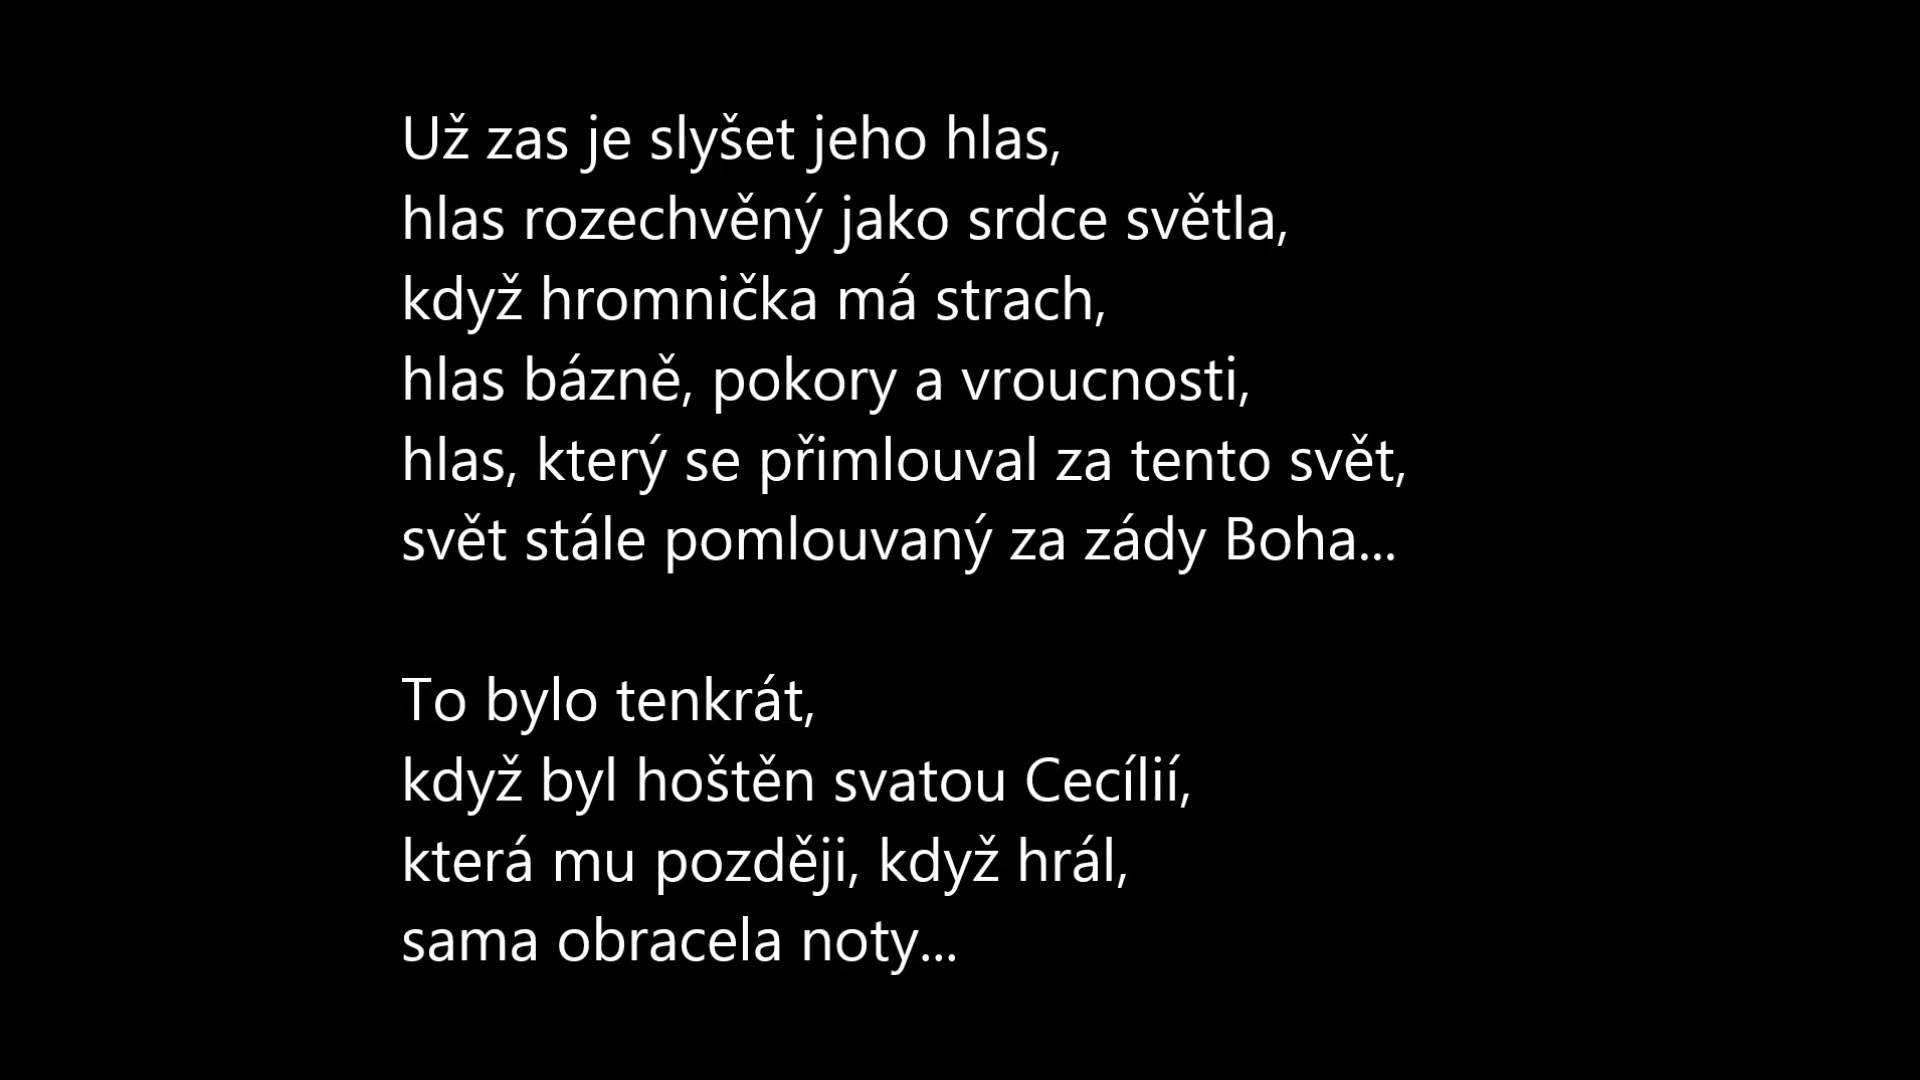 Už zas je slyšet jeho hlas,
hlas rozechvěný jako srdce světla,
když hromnička má strach,
hlas bázně, pokory a vroucnosti,
hlas, který se přimlouval za tento svět,
svět stále pomlouvaný za zády Boha...
To bylo tenkrát,
když byl hoštěn svatou Cecílií,
která mu později, když hrál,
sama obracela noty...